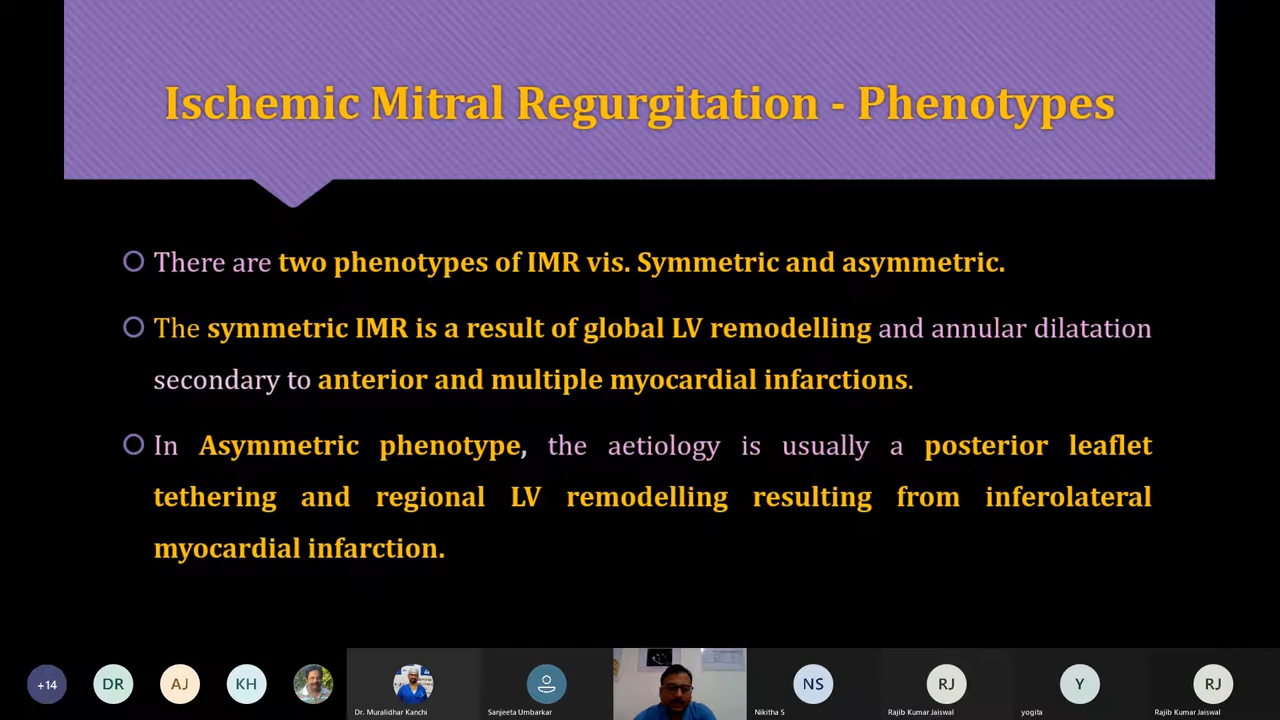 Ischemic Mitral Regurgitation - Phenotypes
There are two phenotypes of IMR vis. Symmetric and asymmetric.
The symmetric IMR is a result of global LV remodelling and annular dilatation
secondary to anterior and multiple myocardial infarctions.
In Asymmetric phenotype, the aetiology is usually a posterior leaflet
tethering and regional LV remodelling resulting from inferolateral
myocardial infarction.
+14
DR
AJ
KH
NS
RJ
Y
RJ
Dr. Muralidhar Kanchi
Sanjeeta Umbarkar
Nikitha S
Rajib Kumar Jaiswal
yogita
Rajib Kumar Jaiswal